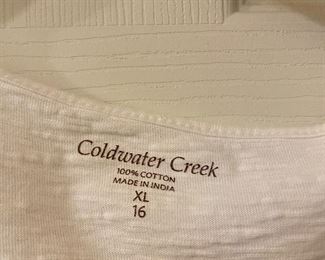 Coldwater Creek
100% COTTON
MADE IN INDIA
XL
16